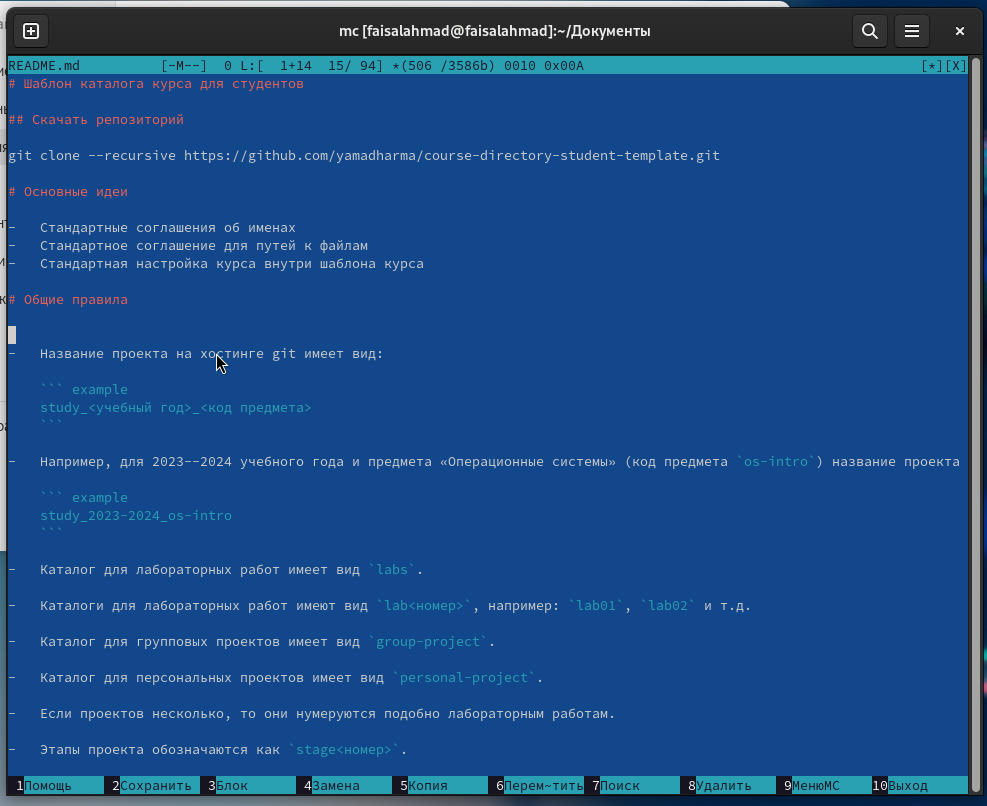 mc [faisalahmad@faisalahmad]:~/Документы
README.md [-M--] 0 L:[ 1+14 15/ 94] *(506 /3586b) 0010 0x00A [*][X]
# Шаблон каталога курса для студентов
## Скачать репозиторий
git clone --recursive https://github.com/yamadharma/course-directory-student-template.git
# Основные идеи
- Стандартные соглашения об именах
- Стандартное соглашение для путей к файлам
- Стандартная настройка курса внутри шаблона курса
# Общие правила
- Название проекта на хостинге git имеет вид:
``` example
study_<учебный год>_<код предмета>
```
- Например, для 2023--2024 учебного года и предмета «Операционные системы» (код предмета `os-intro`) название проекта
``` example
study_2023-2024_os-intro
```
- Каталог для лабораторных работ имеет вид `labs`.
- Каталоги для лабораторных работ имеют вид `lab<номер>`, например: `lab01`, `lab02` и т.д.
- Каталог для групповых проектов имеет вид `group-project`.
- Каталог для персональных проектов имеет вид `personal-project`.
- Если проектов несколько, то они нумеруются подобно лабораторным работам.
- Этапы проекта обозначаются как `stage<номер>`.
1Помощь 2Сохранить 3Блок 4Замена 5Копия 6Перем~тить 7Поиск 8Удалить 9МенюMC 10Выход